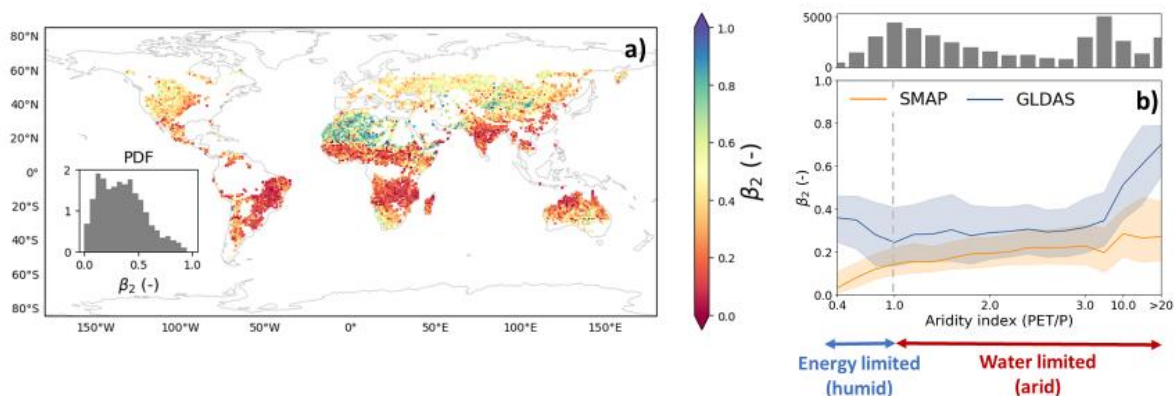 80°N
60°N
40°N
20°N
0°
20°S
40°S
60°S
80°S
150°W 100°W 50°W 0° 50°E 100°E 150°E
a)
PDF
2
1
0
0.0 0.5 1.0
β₂ (-)
1.0
0.8
0.6
0.4
0.2
0.0
β₂ (-)
5000
0
b)
SMAP GLDAS
1.0
0.8
0.6
0.4
0.2
0.0
β₂ (-)
0.4 1.0 2.0 3.0 10.0 >20
Aridity index (PET/P)
Energy limited
(humid)
Water limited
(arid)